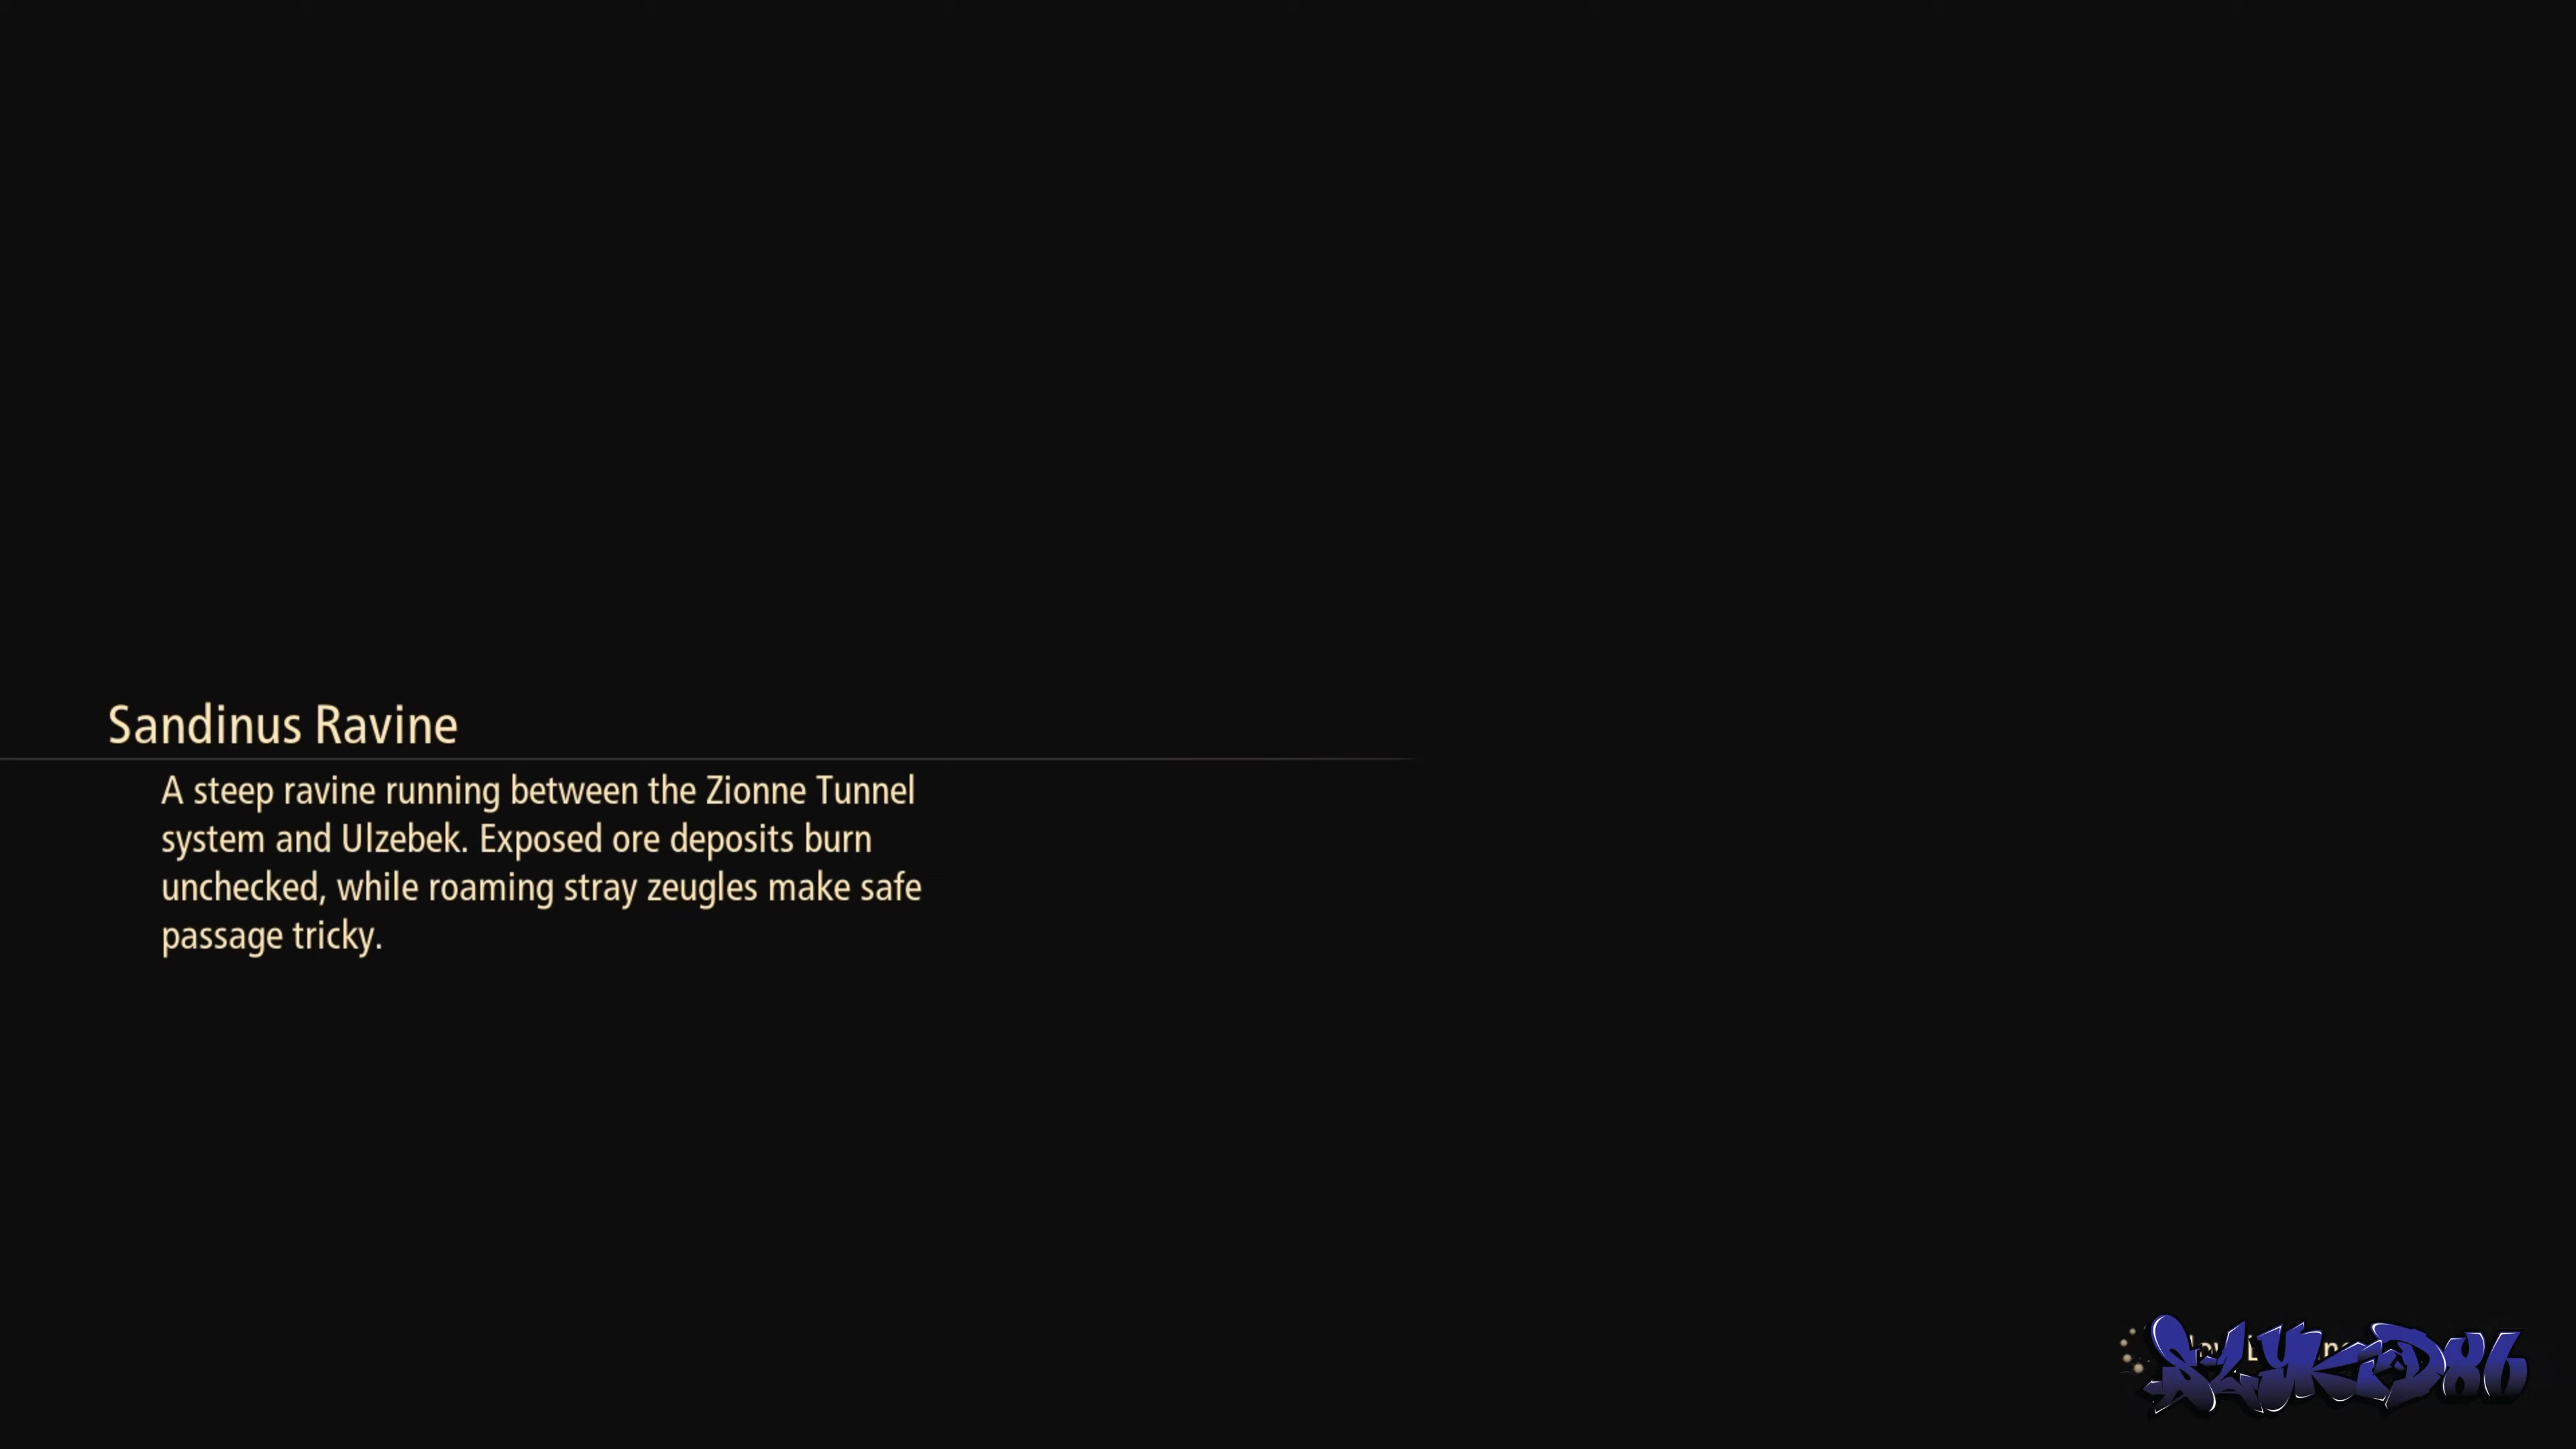 Sandinus Ravine
A steep ravine running between the Zionne Tunnel
system and Ulzebek. Exposed ore deposits burn
unchecked, while roaming stray zeugles make safe
passage tricky.
SLYKID86